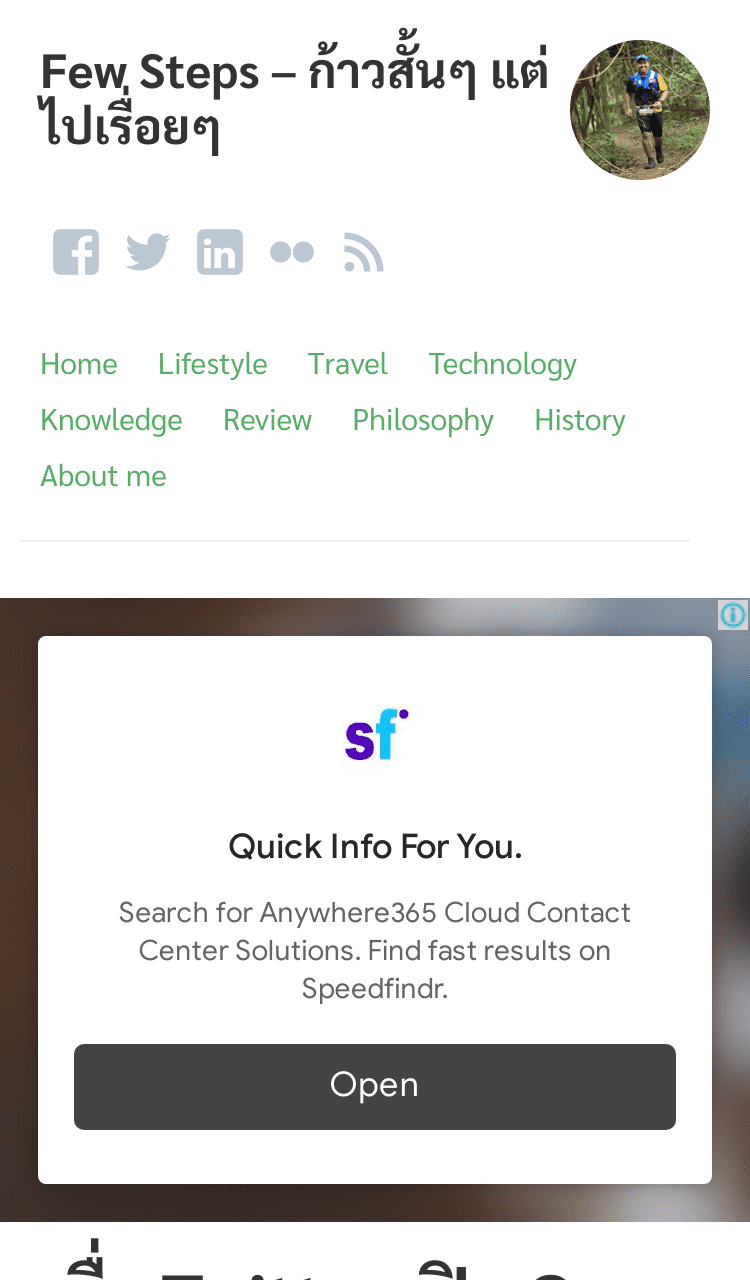 Few Steps – ก้าวสั้นๆ แต่
ไปเรื่อยๆ
Home Lifestyle Travel Technology
Knowledge Review Philosophy History
About me
sf
Quick Info For You.
Search for Anywhere365 Cloud Contact
Center Solutions. Find fast results on
Speedfindr.
Open